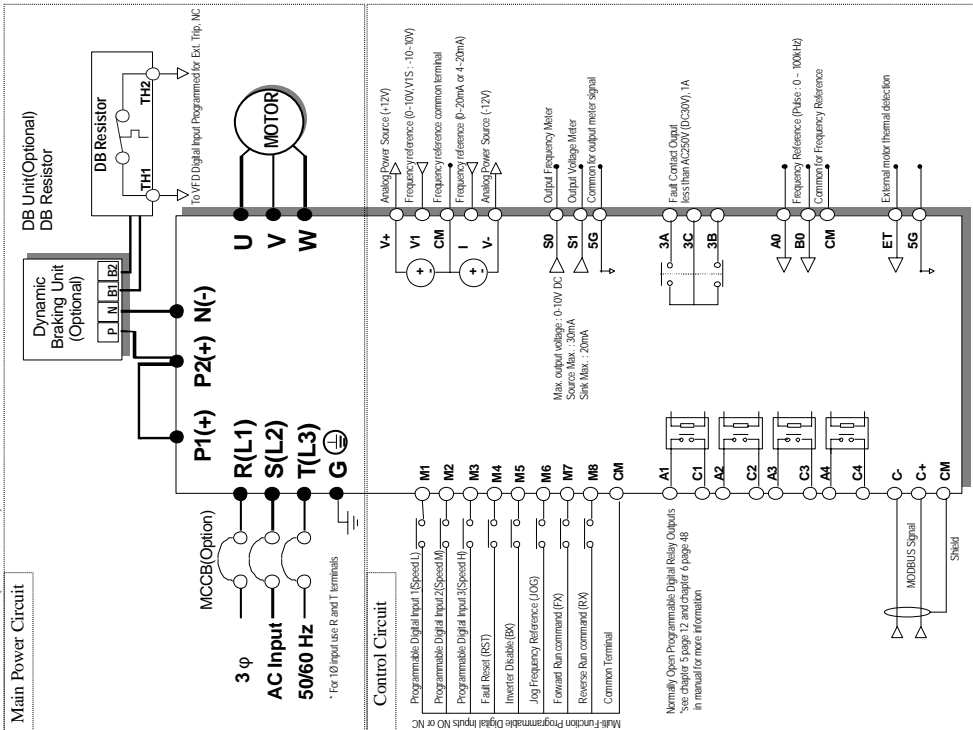 Main Power Circuit
DB Unit(Optional)
DB Resistor
DB Resistor
TH1
TH2
To VFD Digital Input Programmed for Ext. Trip, NC
Dynamic
Braking Unit
(Optional)
P
N
B1
B2
P1(+)
P2(+)
N(-)
MCCB(Option)
3 φ
AC Input
50/60 Hz
* For 1Ø input use R and T terminals
R(L1)
S(L2)
T(L3)
G
U
V
W
MOTOR
Control Circuit
Multi-Function Programmable Digital Inputs NO or NC
Programmable Digital Input 1(Speed L)
M1
Programmable Digital Input 2(Speed M)
M2
Programmable Digital Input 3(Speed H)
M3
Fault Reset (RST)
M4
Inverter Disable (BX)
M5
Jog Frequency Reference (JOG)
M6
Forward Run command (FX)
M7
Reverse Run command (RX)
M8
Common Terminal
CM
Normally Open Programmable Digital Relay Outputs
*see chapter 5 page 12 and chapter 6 page 48
in manual for more information
A1
C1
A2
C2
A3
C3
A4
C4
C-
C+
CM
MODBUS Signal
Shield
V+
Analog Power Source (+12V)
V1
Frequency reference (0~10V,V1S : -10~10V)
CM
Frequency reference common terminal
I
Frequency reference (0~20mA or 4~20mA)
V-
Analog Power Source (-12V)
+
-
+
-
Max. output voltage : 0-10V DC
Source Max. : 30mA
Sink Max. : 20mA
S0
Output Frequency Meter
S1
Output Voltage Meter
5G
Common for output meter signal
3A
3C
3B
Fault Contact Output
less than AC250V (DC30V), 1A
A0
B0
Frequency Reference (Pulse : 0 ~ 100kHz)
CM
Common for Frequency Reference
ET
External motor thermal detection
5G